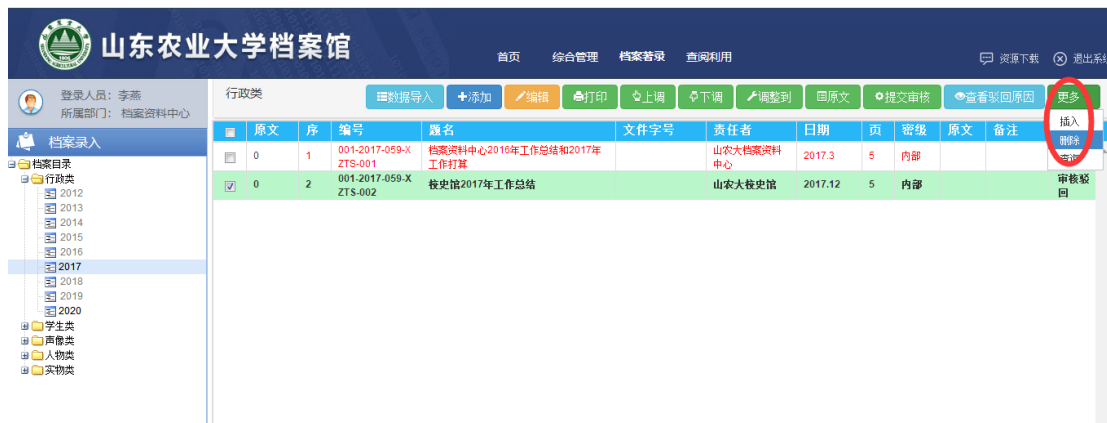 山东农业大学档案馆
首页 综合管理 档案著录 查阅利用
资源下载 退出系统
登录人员：李燕
所属部门：档案资料中心
档案录入
档案目录
行政类
2012
2013
2014
2015
2016
2017
2018
2019
2020
学生类
声像类
人物类
实物类
行政类
数据导入 添加 编辑 打印 上调 下调 调整到 原文 提交审核 查看驳回原因 更多
插入
删除
查询
原文 序 编号 题名 文件字号 责任者 日期 页 密级 原文 备注
0 1 001-2017-059-X 档案资料中心2016年工作总结和2017年 山农大档案资料 2017.3 5 内部
ZTS-001 工作打算 中心
0 2 001-2017-059-X 校史馆2017年工作总结 山农大校史馆 2017.12 5 内部 审核驳
ZTS-002 回